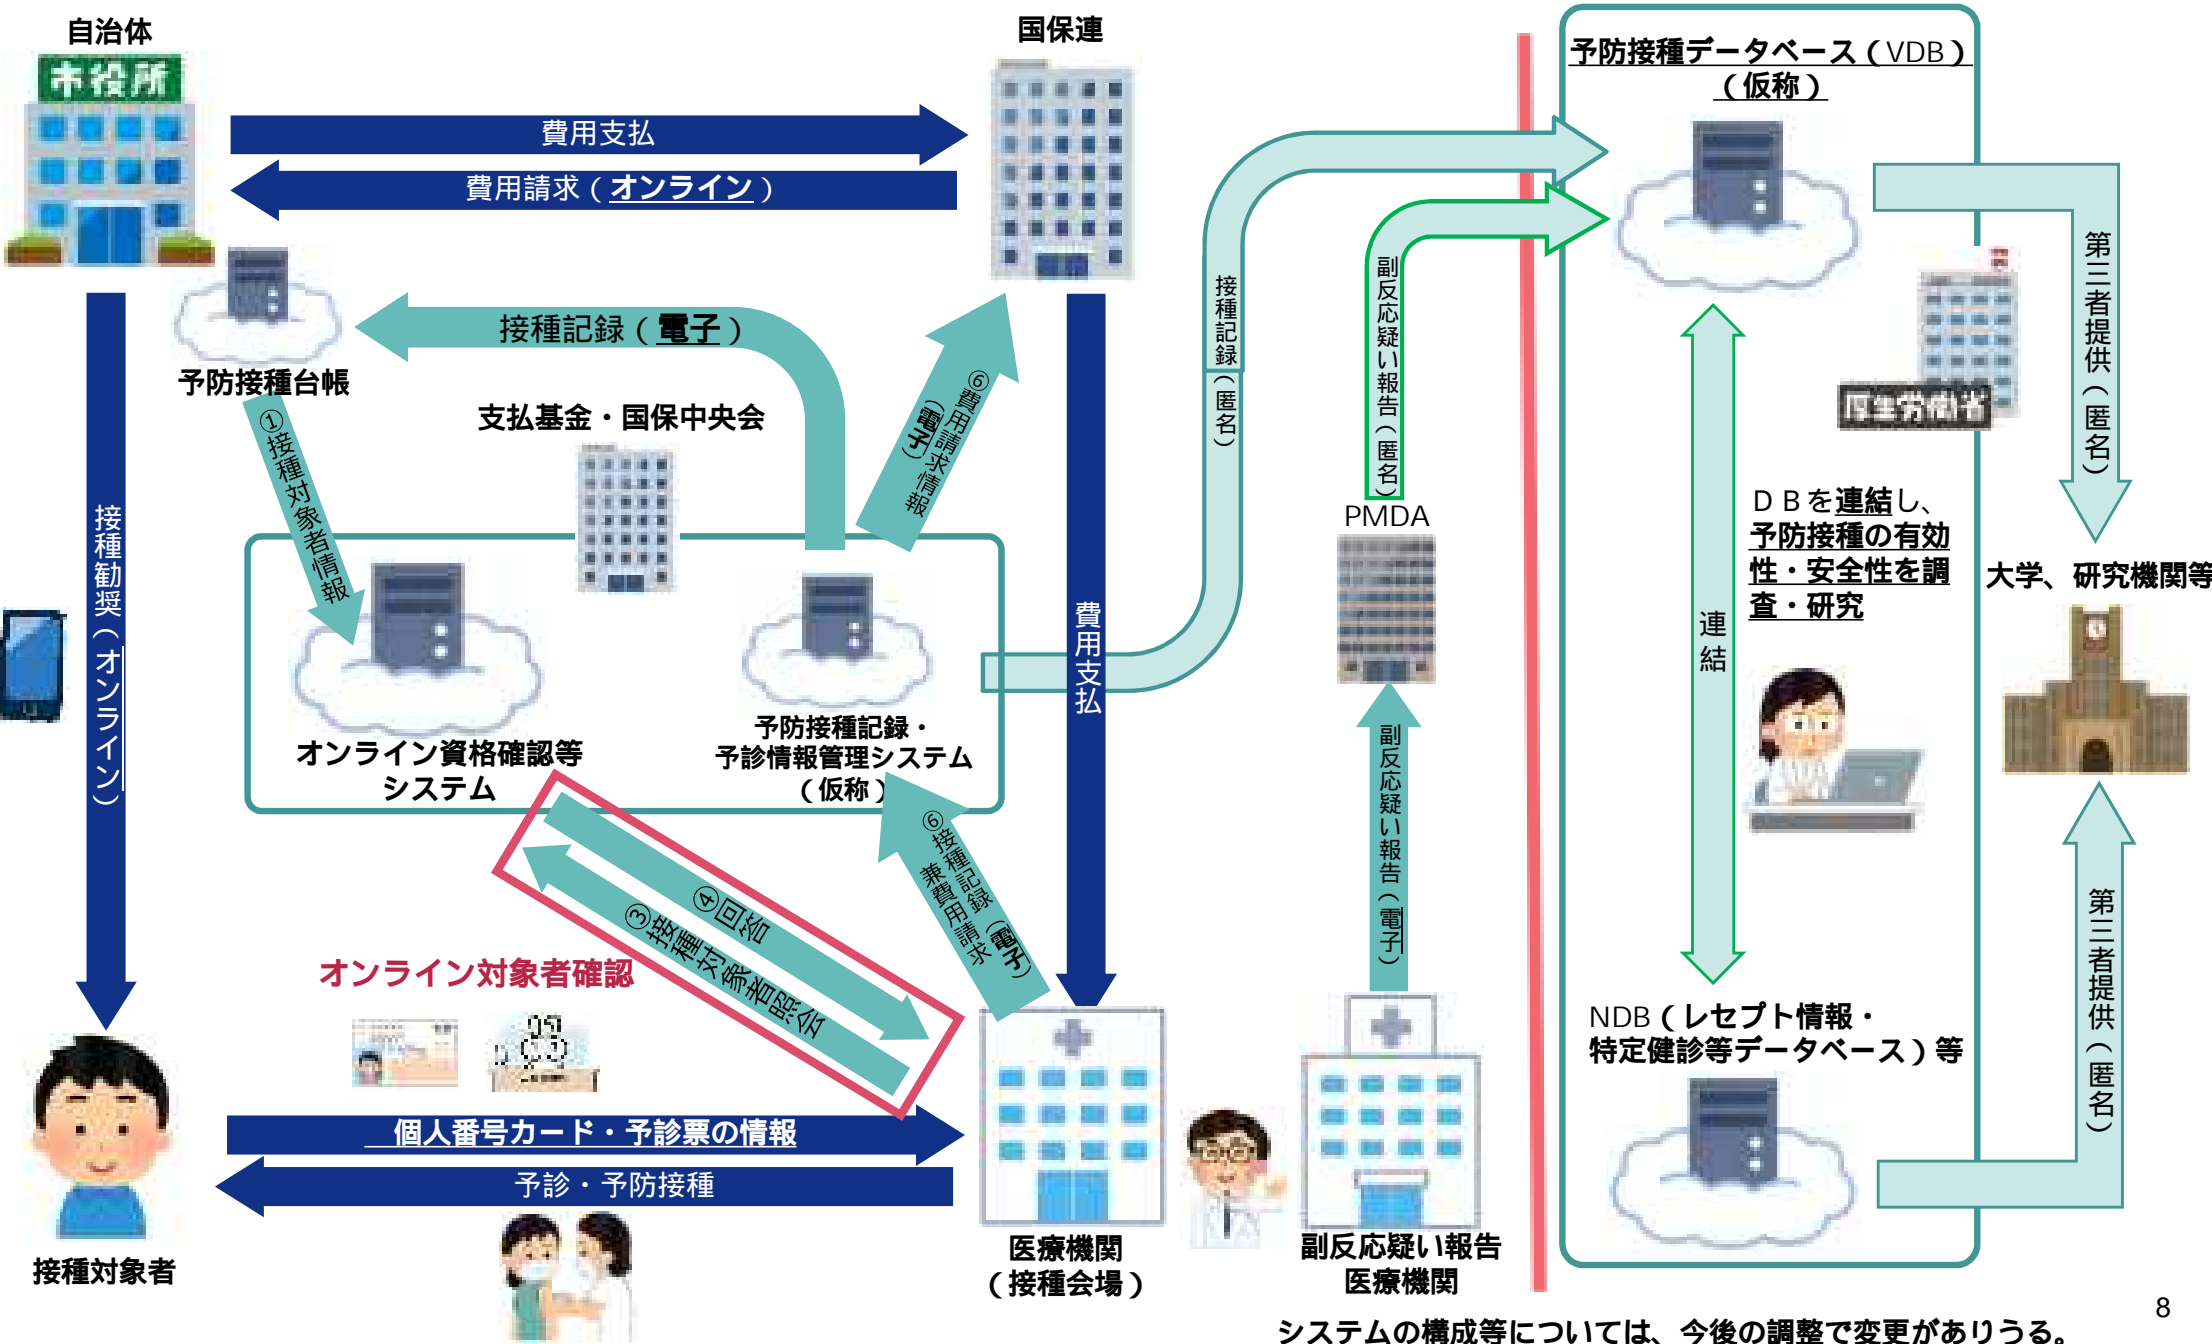 自治体
市役所
国保連
費用支払
費用請求（オンライン）
予防接種台帳
接種記録（電子）
①接種対象者情報
支払基金・国保中央会
⑥費用請求情報
（電子）
接種勧奨（オンライン）
費用支払
オンライン資格確認等
システム
予防接種記録・
予診情報管理システム
（仮称）
④回答
③接種対象者照会
オンライン対象者確認
⑥接種記録（電子）
兼費用請求
個人番号カード・予診票の情報
予診・予防接種
接種対象者
医療機関
（接種会場）
接種記録（匿名）
副反応疑い報告（匿名）
PMDA
副反応疑い報告（電子）
副反応疑い報告
医療機関
予防接種データベース（VDB）
（仮称）
厚生労働省
連結
ＤＢを連結し、
予防接種の有効
性・安全性を調
査・研究
NDB（レセプト情報・
特定健診等データベース）等
第三者提供（匿名）
大学、研究機関等
第三者提供（匿名）
システムの構成等については、今後の調整で変更がありうる。
8